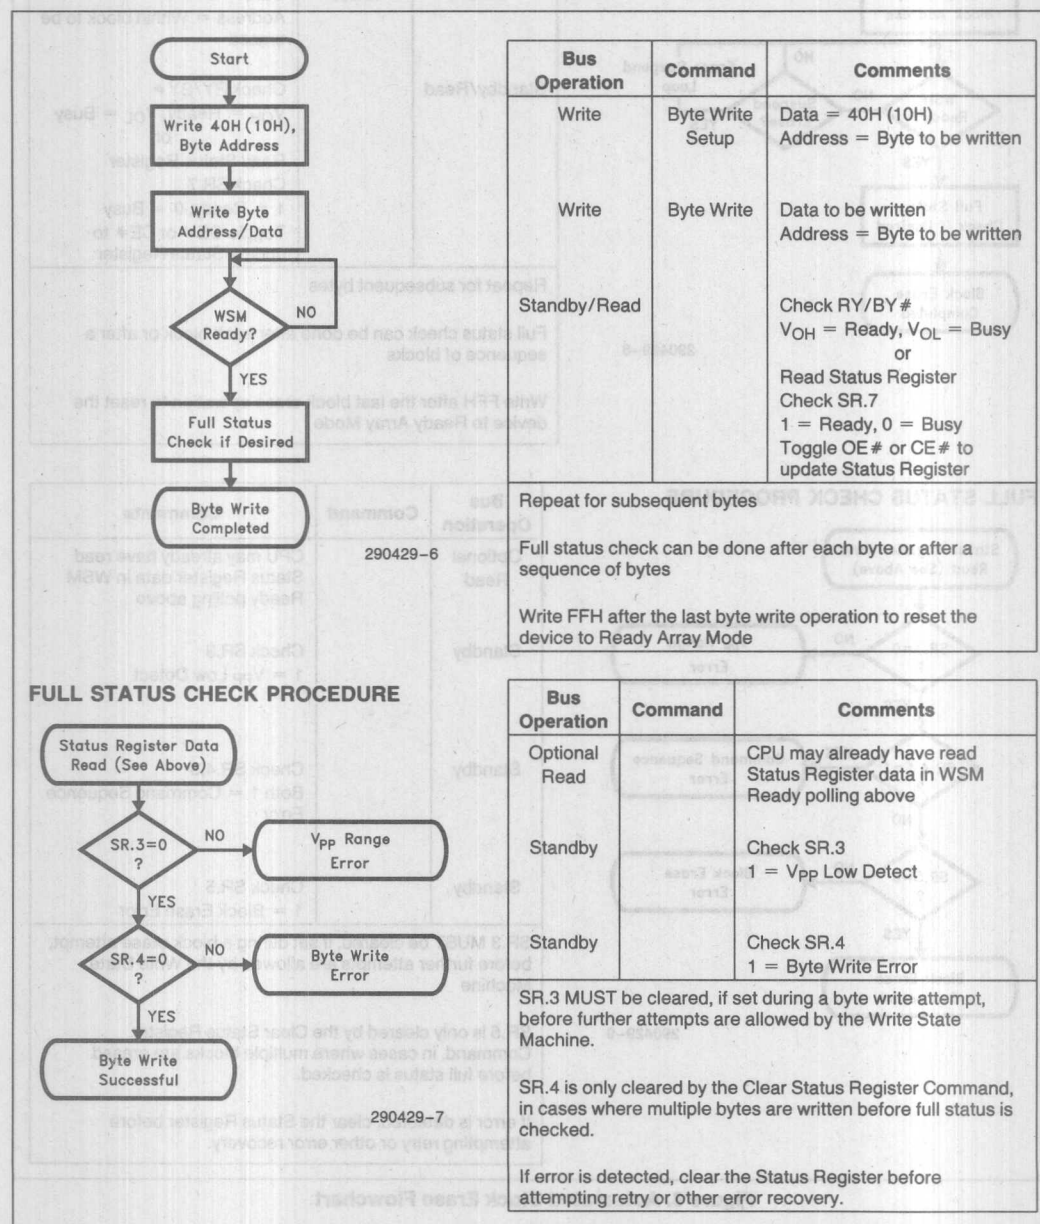 Start
Write 40H (10H),
Byte Address
Write Byte
Address/Data
WSM
Ready?
NO
YES
Full Status
Check if Desired
Byte Write
Completed
290429-6
Bus
Operation
Command
Comments
Write
Byte Write
Setup
Data = 40H (10H)
Address = Byte to be written
Write
Byte Write
Data to be written
Address = Byte to be written
Standby/Read
Check RY/BY#
VOH = Ready, VOL = Busy
or
Read Status Register
Check SR.7
1 = Ready, 0 = Busy
Toggle OE# or CE# to
update Status Register
Repeat for subsequent bytes
Full status check can be done after each byte or after a
sequence of bytes
Write FFH after the last byte write operation to reset the
device to Ready Array Mode
FULL STATUS CHECK PROCEDURE
Status Register Data
Read (See Above)
SR.3=0
?
NO
VPP Range
Error
YES
SR.4=0
?
NO
Byte Write
Error
YES
Byte Write
Successful
290429-7
Bus
Operation
Command
Comments
Optional
Read
CPU may already have read
Status Register data in WSM
Ready polling above
Standby
Check SR.3
1 = VPP Low Detect
Standby
Check SR.4
1 = Byte Write Error
SR.3 MUST be cleared, if set during a byte write attempt,
before further attempts are allowed by the Write State
Machine.
SR.4 is only cleared by the Clear Status Register Command,
in cases where multiple bytes are written before full status is
checked.
If error is detected, clear the Status Register before
attempting retry or other error recovery.